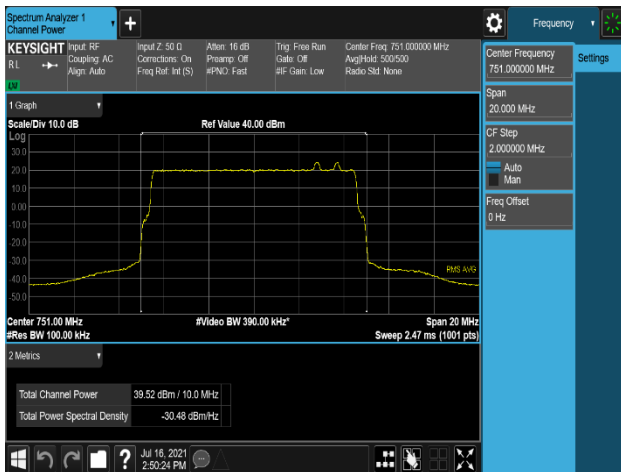 Spectrum Analyzer 1
Channel Power
+
Frequency
KEYSIGHT
R L
LXI
Input: RF
Coupling: AC
Align: Auto
Input Z: 50 Ω
Corrections: On
Freq Ref: Int (S)
Atten: 16 dB
Preamp: Off
#PNO: Fast
Trig: Free Run
Gate: Off
#IF Gain: Low
Center Freq: 751.000000 MHz
Avg|Hold: 500/500
Radio Std: None
Center Frequency
751.000000 MHz
Settings
Span
20.000 MHz
CF Step
2.000000 MHz
Auto
Man
Freq Offset
0 Hz
1 Graph
Scale/Div 10.0 dB
Ref Value 40.00 dBm
Log
30.0
20.0
10.0
0.00
-10.0
-20.0
-30.0
-40.0
-50.0
RMS AVG
Center 751.00 MHz
#Video BW 390.00 kHz*
Span 20 MHz
#Res BW 100.00 kHz
Sweep 2.47 ms (1001 pts)
2 Metrics
Total Channel Power 39.52 dBm / 10.0 MHz
Total Power Spectral Density -30.48 dBm/Hz
?
Jul 16, 2021
2:50:24 PM